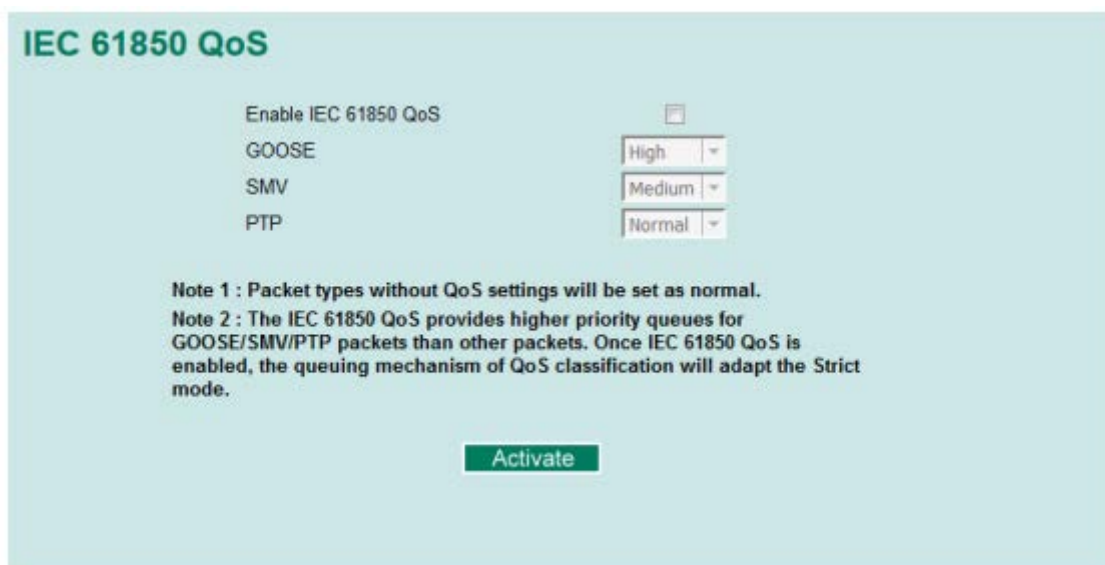 IEC 61850 QoS
Enable IEC 61850 QoS
GOOSE High
SMV Medium
PTP Normal
Note 1 : Packet types without QoS settings will be set as normal.
Note 2 : The IEC 61850 QoS provides higher priority queues for
GOOSE/SMV/PTP packets than other packets. Once IEC 61850 QoS is
enabled, the queuing mechanism of QoS classification will adapt the Strict
mode.
Activate